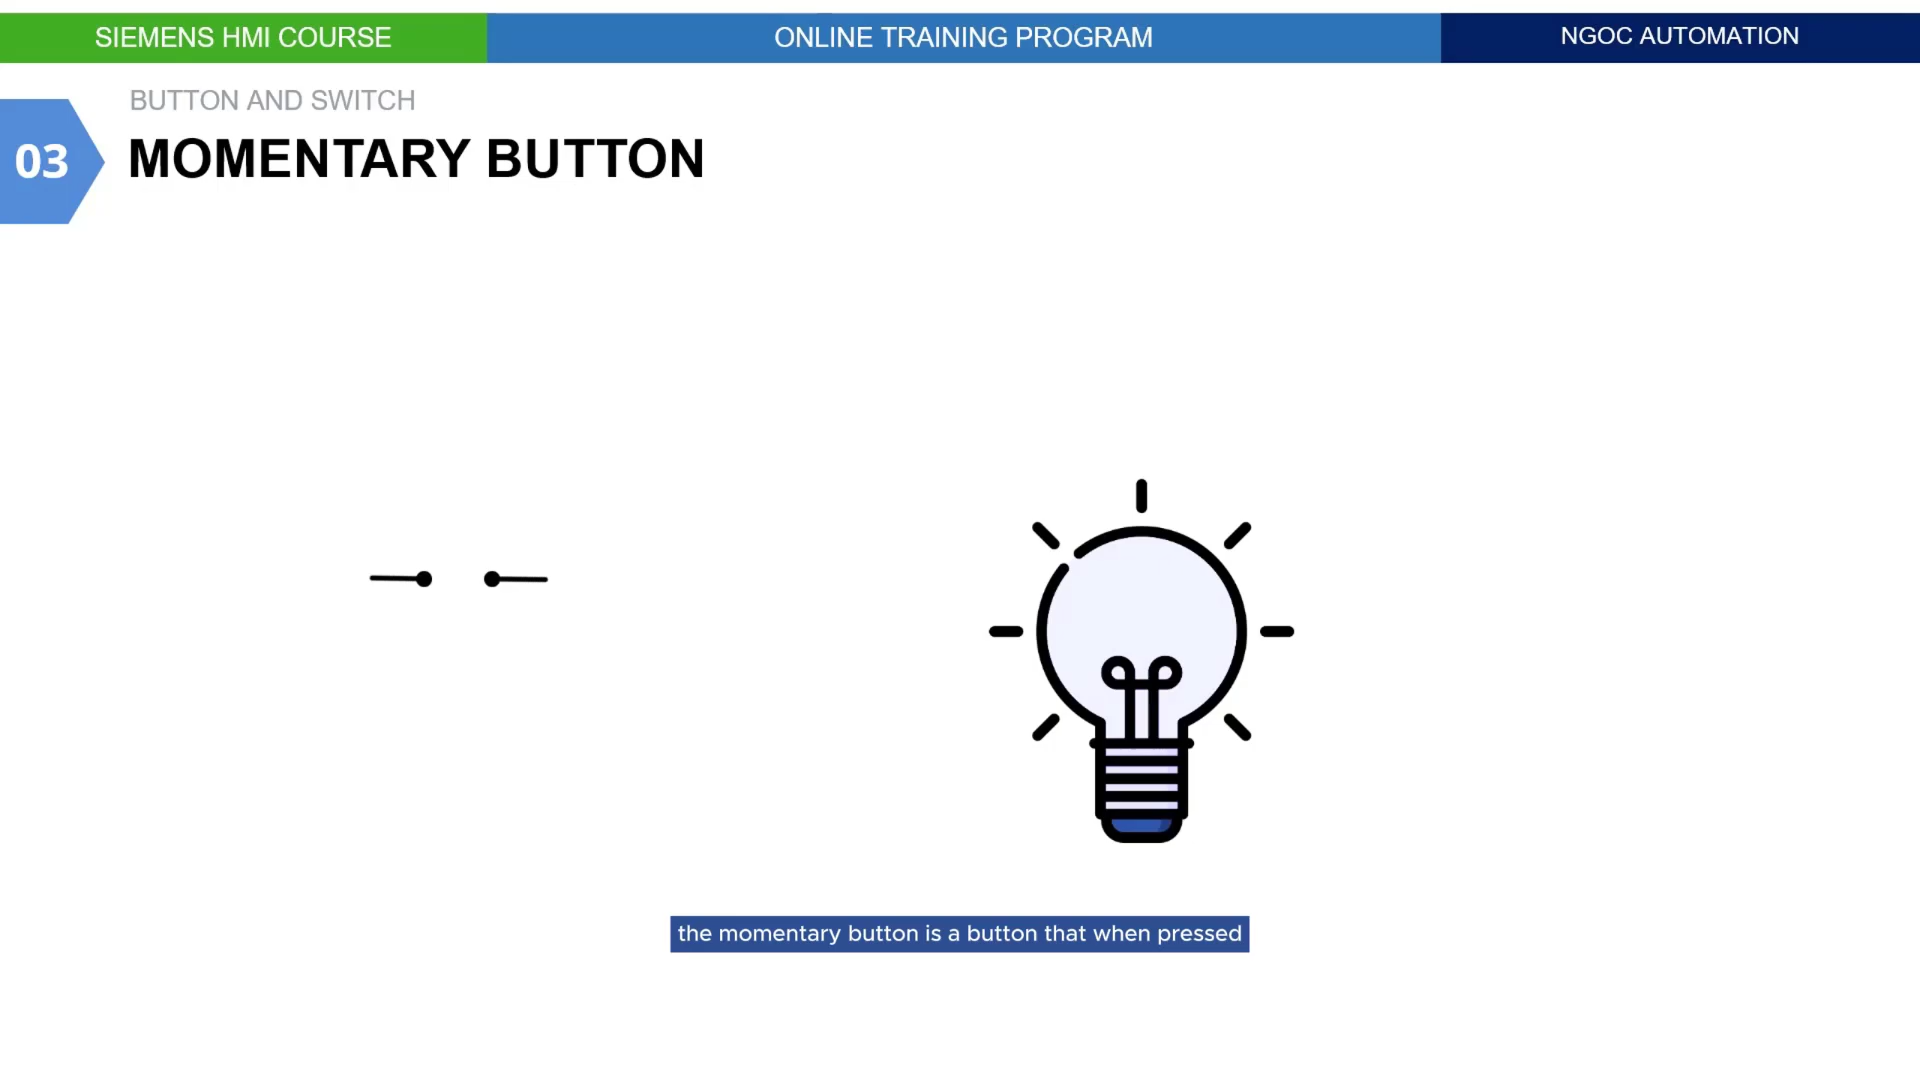 SIEMENS HMI COURSE
ONLINE TRAINING PROGRAM
NGOC AUTOMATION
BUTTON AND SWITCH
03
MOMENTARY BUTTON
the momentary button is a button that when pressed